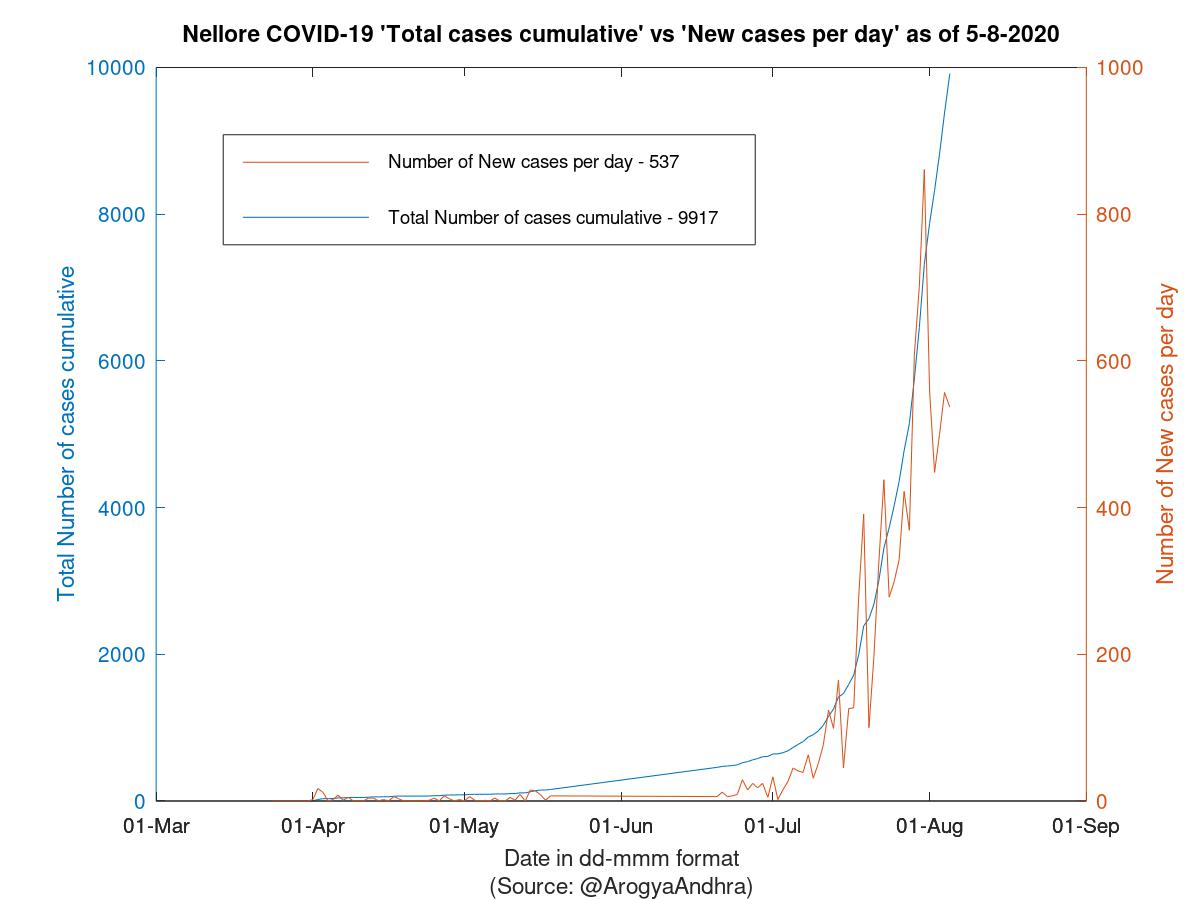 Nellore COVID-19 'Total cases cumulative' vs 'New cases per day' as of 5-8-2020
10000
8000
6000
4000
2000
0
Total Number of cases cumulative
Number of New cases per day - 537
Total Number of cases cumulative - 9917
1000
800
600
400
200
0
Number of New cases per day
01-Mar 01-Apr 01-May 01-Jun 01-Jul 01-Aug 01-Sep
Date in dd-mmm format
(Source: @ArogyaAndhra)